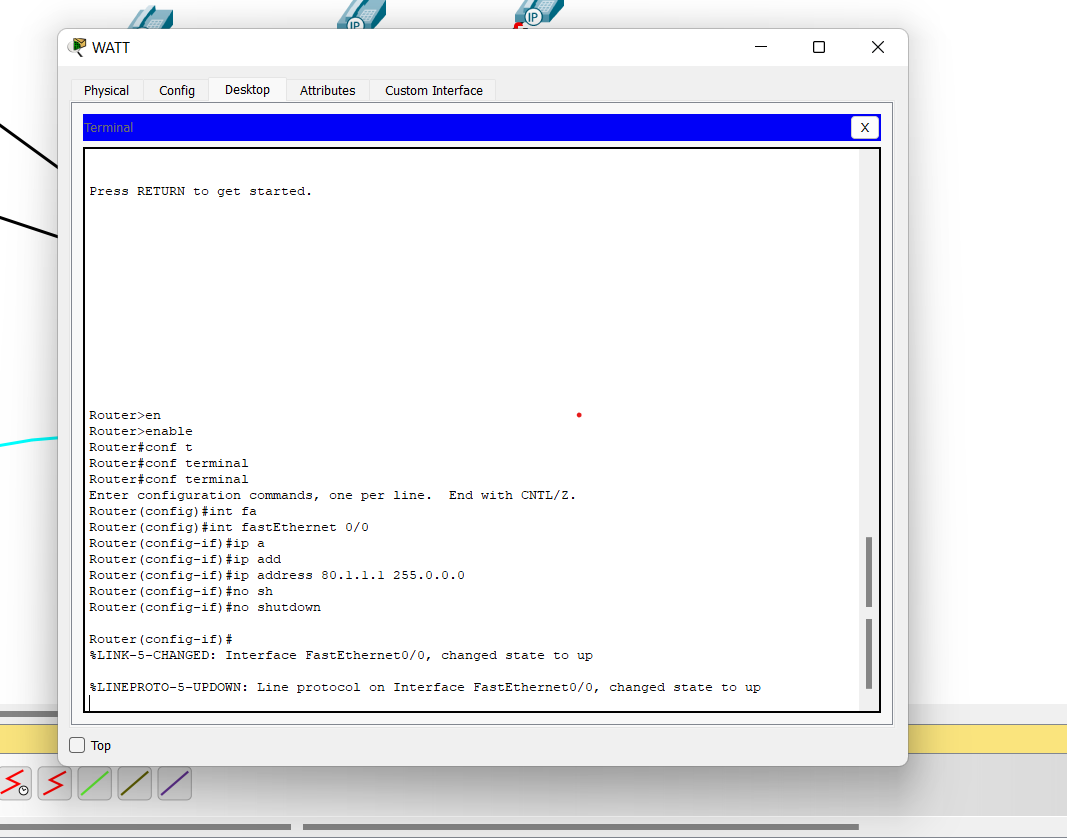 IP
IP
WATT
Physical
Config
Desktop
Attributes
Custom Interface
Terminal
X
Press RETURN to get started.
Router>en
Router>enable
Router#conf t
Router#conf terminal
Router#conf terminal
Enter configuration commands, one per line.  End with CNTL/Z.
Router(config)#int fa
Router(config)#int fastEthernet 0/0
Router(config-if)#ip a
Router(config-if)#ip add
Router(config-if)#ip address 80.1.1.1 255.0.0.0
Router(config-if)#no sh
Router(config-if)#no shutdown
Router(config-if)#
%LINK-5-CHANGED: Interface FastEthernet0/0, changed state to up
%LINEPROTO-5-UPDOWN: Line protocol on Interface FastEthernet0/0, changed state to up
Top